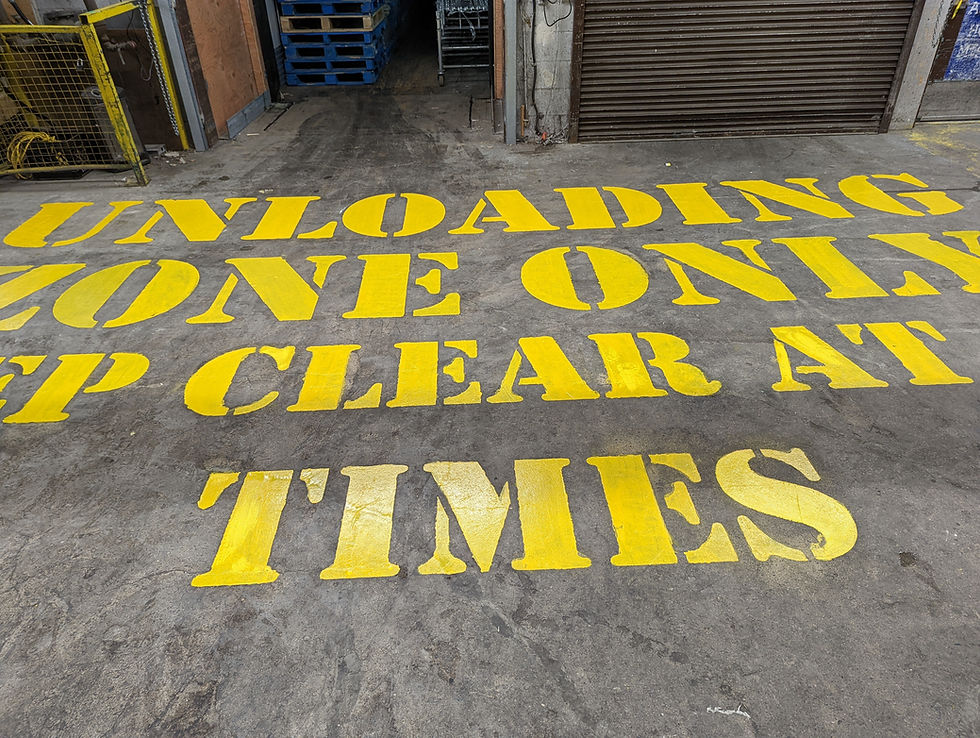 UNLOADING
ZONE ONLY
EP CLEAR AT
TIMES